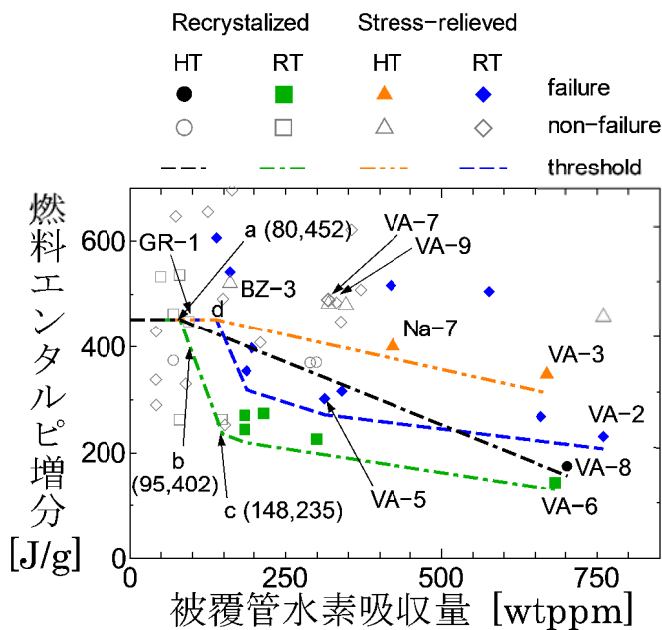 Recrystalized Stress-relieved
HT RT HT RT
failure
non-failure
threshold
燃料エンタルピ増分
[J/g]
600
400
200
0
GR-1
a (80,452)
VA-7
VA-9
BZ-3
d
Na-7
VA-3
VA-2
b
(95,402)
c (148,235)
VA-5
VA-8
VA-6
0 250 500 750
被覆管水素吸収量 [wtppm]